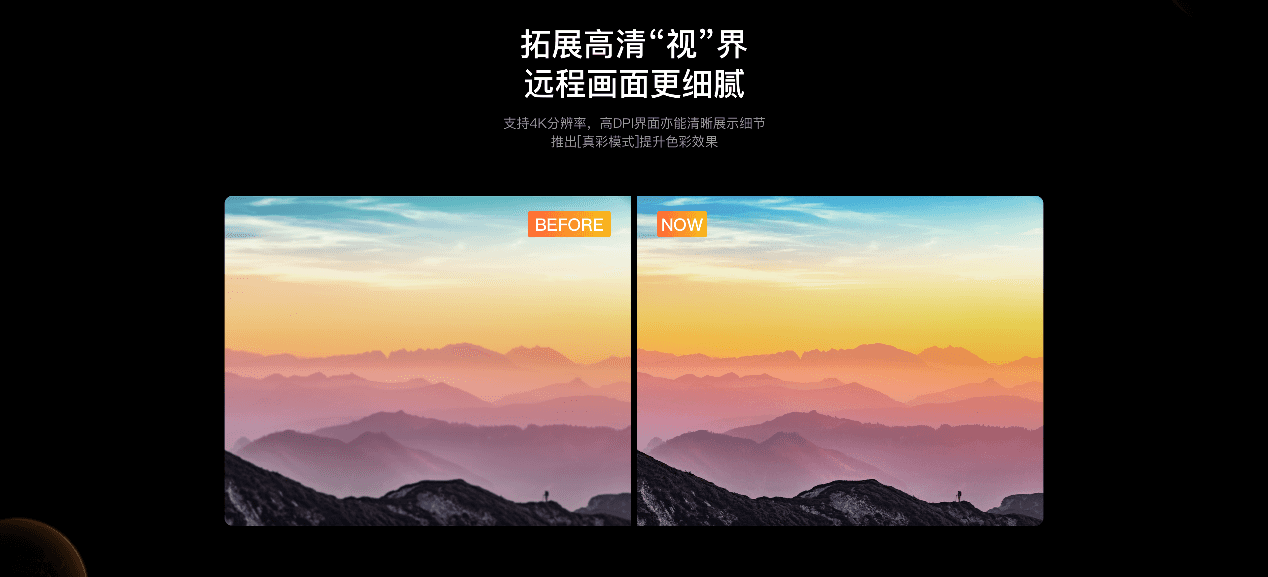 拓展高清“视”界
远程画面更细腻
支持4K分辨率，高DPI界面亦能清晰展示细节
推出[真彩模式]提升色彩效果
BEFORE
NOW